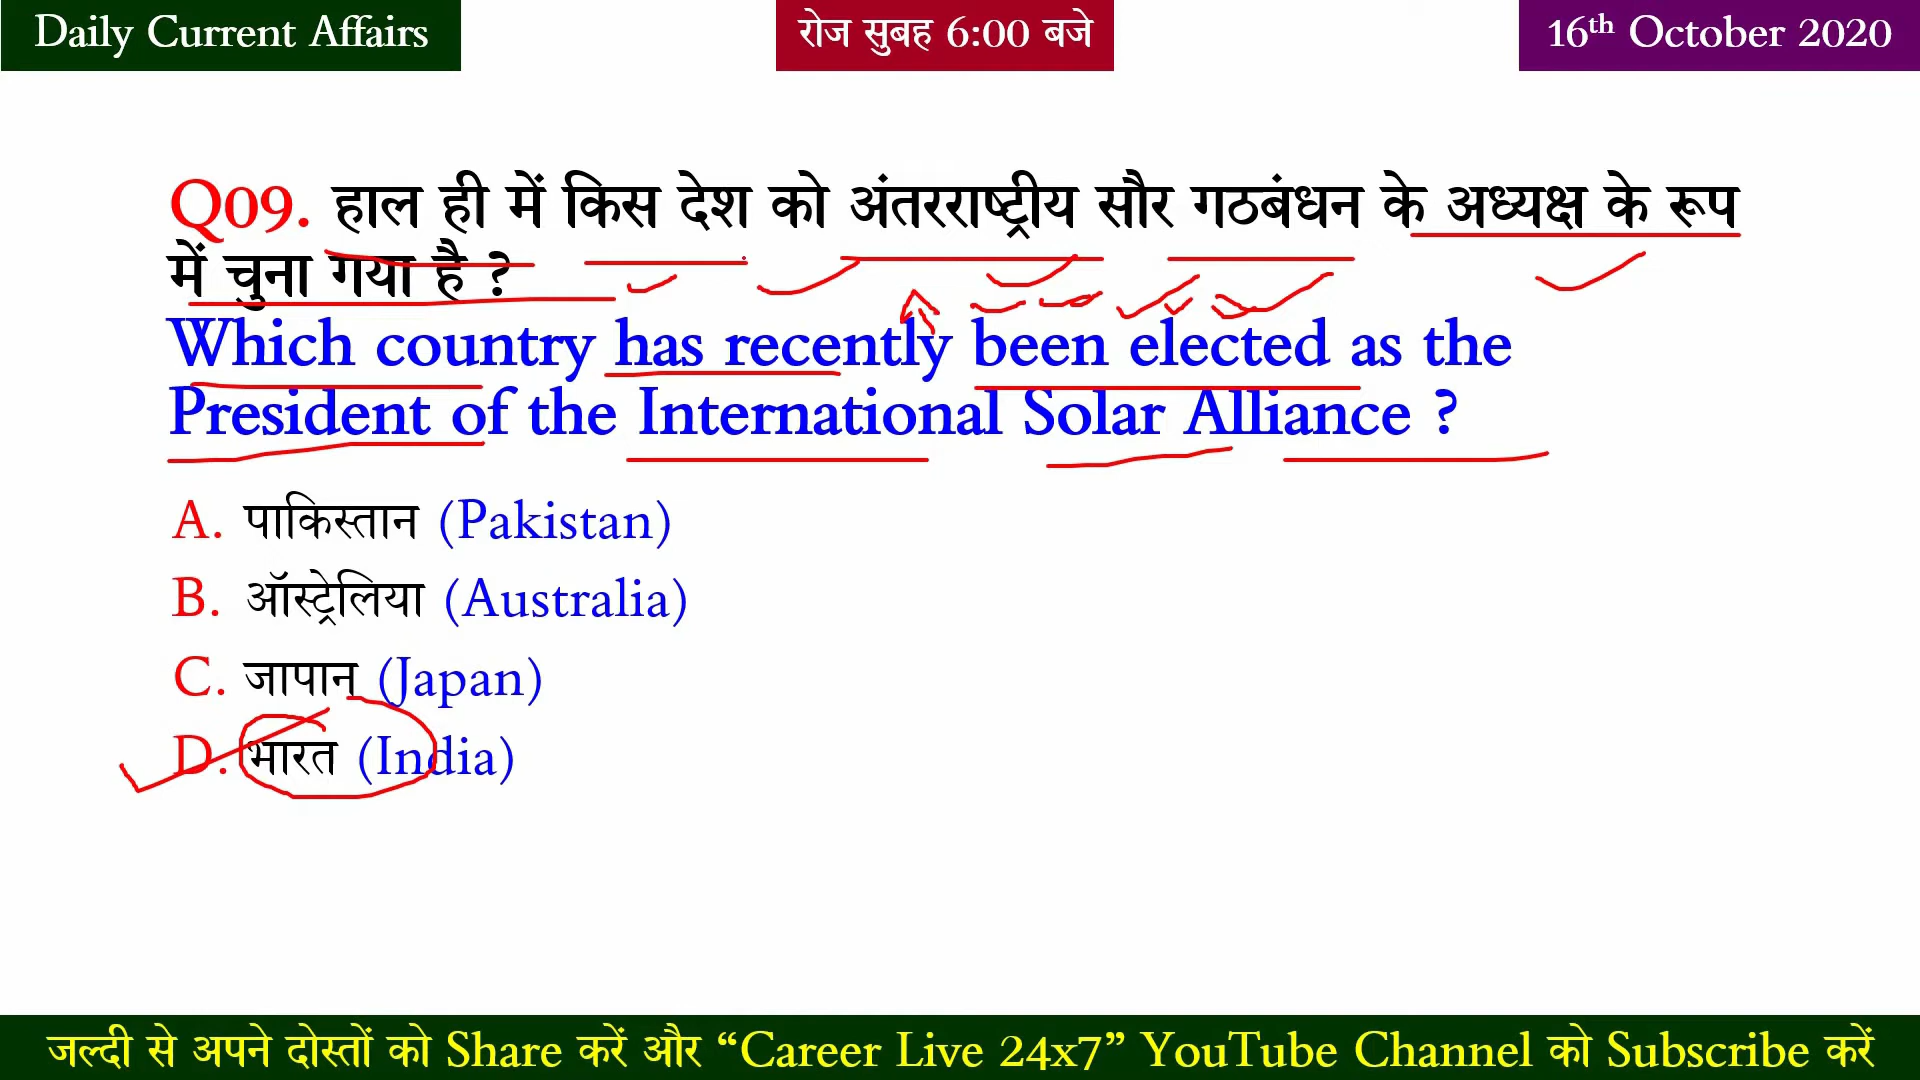 Daily Current Affairs
रोज सुबह 6:00 बजे
16th October 2020
Q09. हाल ही में किस देश को अंतरराष्ट्रीय सौर गठबंधन के अध्यक्ष के रूप
में चुना गया है ?
Which country has recently been elected as the
President of the International Solar Alliance ?
A. पाकिस्तान (Pakistan)
B. ऑस्ट्रेलिया (Australia)
C. जापान (Japan)
D. भारत (India)
जल्दी से अपने दोस्तों को Share करें और “Career Live 24x7” YouTube Channel को Subscribe करें